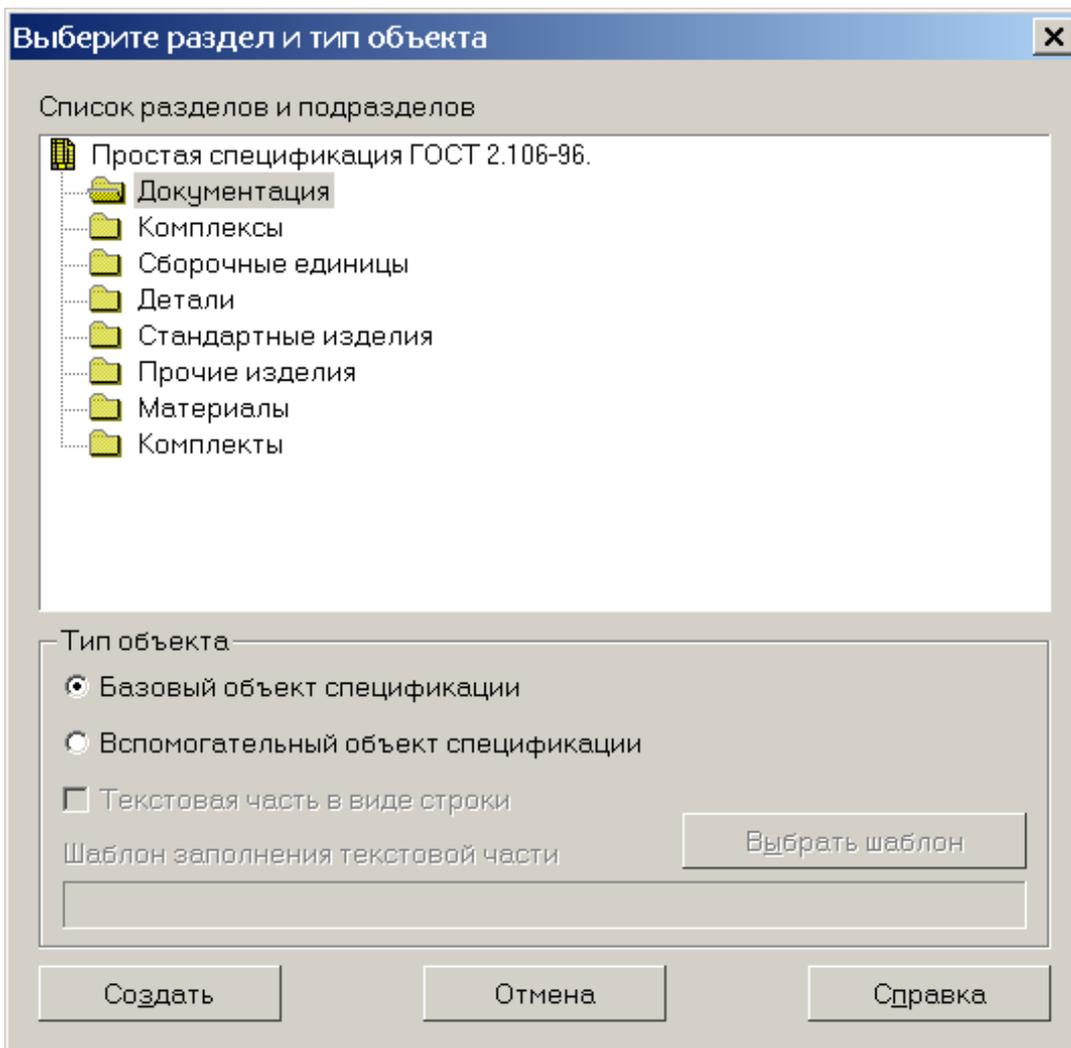 Выберите раздел и тип объекта
Список разделов и подразделов
Простая спецификация ГОСТ 2.106-96.
Документация
Комплексы
Сборочные единицы
Детали
Стандартные изделия
Прочие изделия
Материалы
Комплекты
Тип объекта
Базовый объект спецификации
Вспомогательный объект спецификации
Текстовая часть в виде строки
Шаблон заполнения текстовой части
Выбрать шаблон
Создать
Отмена
Справка